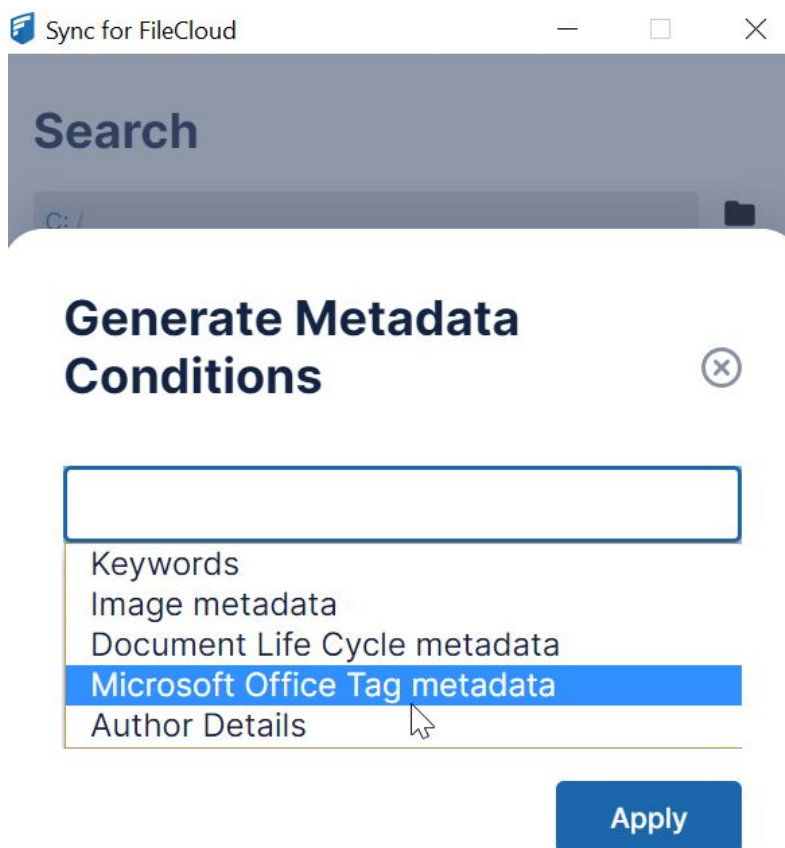 Sync for FileCloud
Search
C: /
Generate Metadata
Conditions
Keywords
Image metadata
Document Life Cycle metadata
Microsoft Office Tag metadata
Author Details
Apply